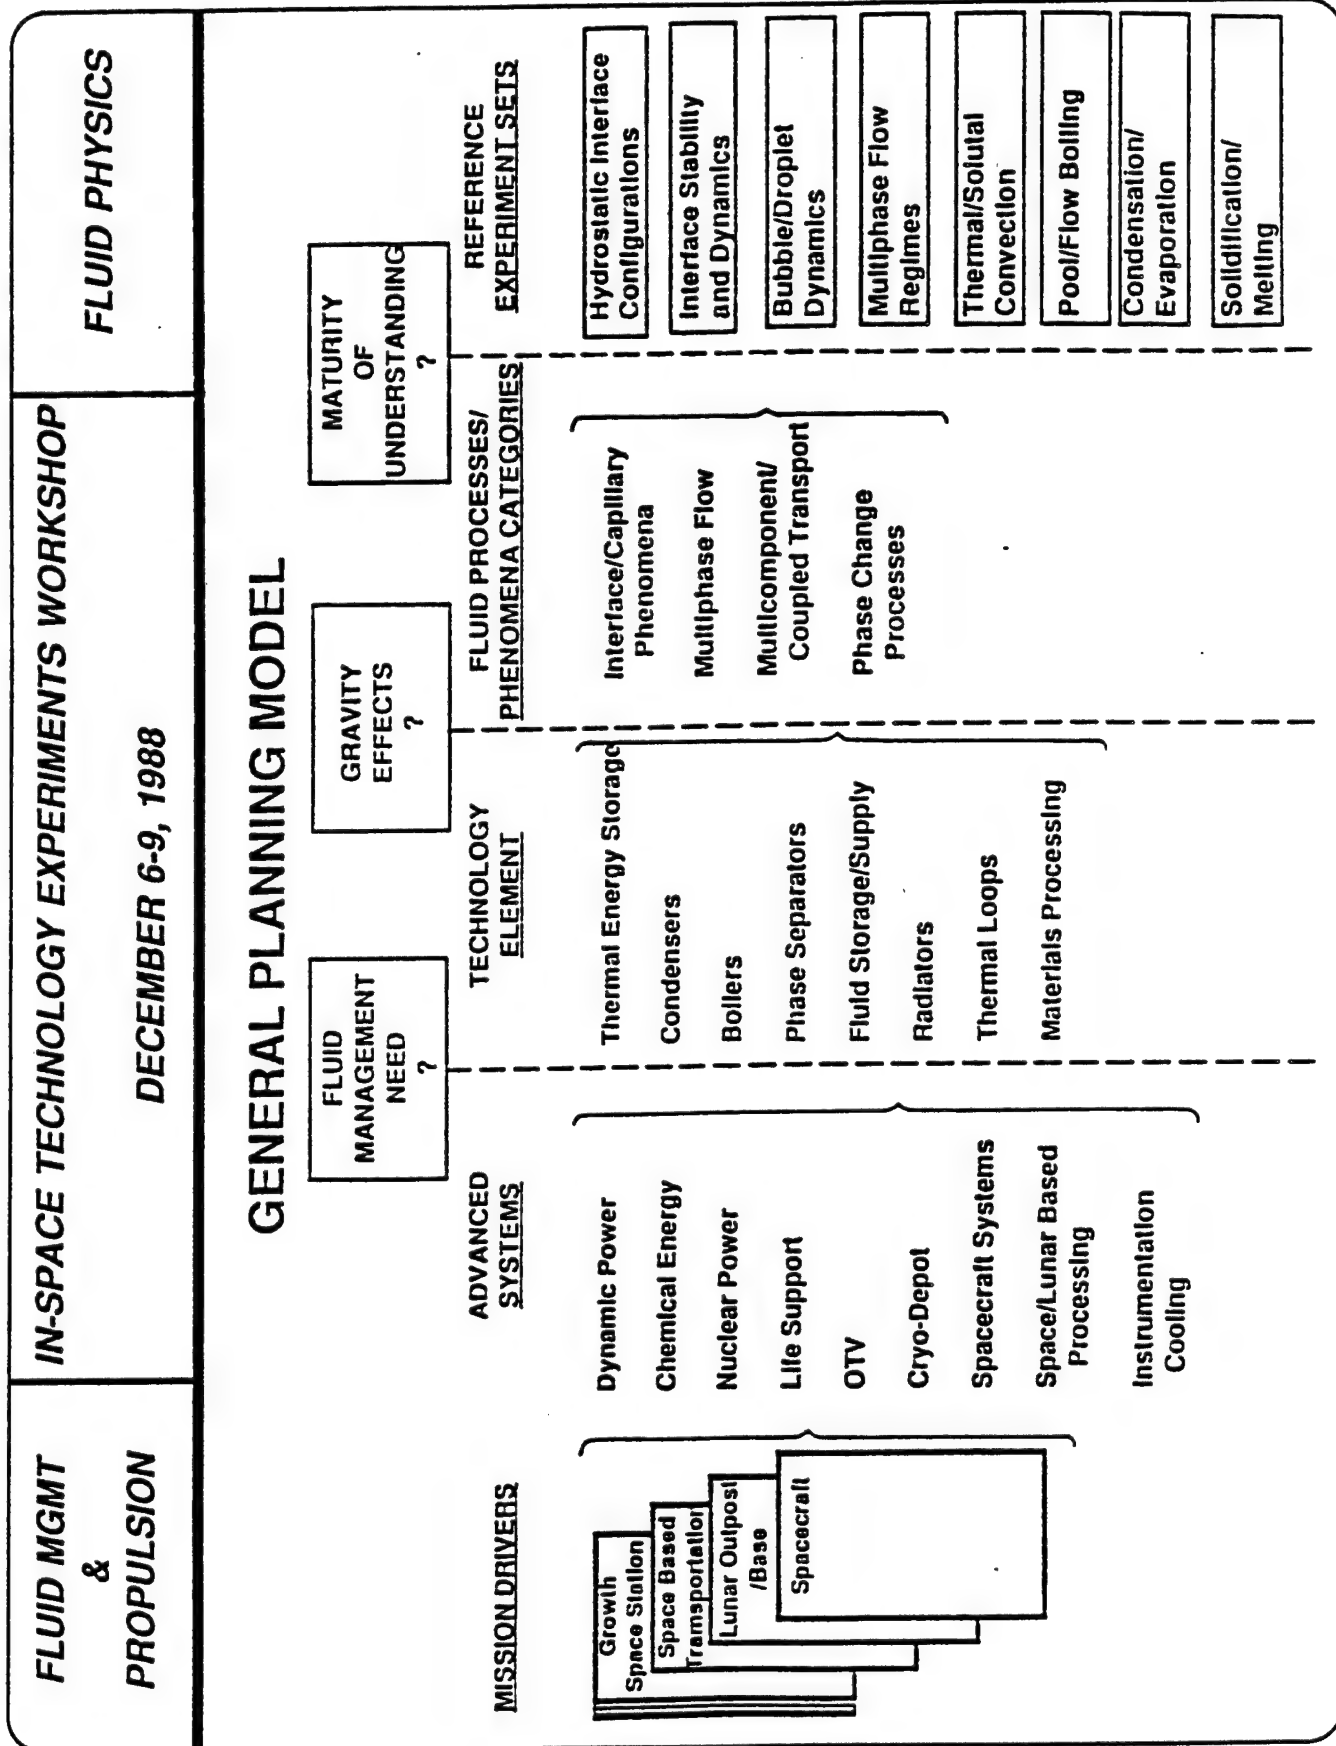 FLUID MGMT
&
PROPULSION
IN-SPACE TECHNOLOGY EXPERIMENTS WORKSHOP
DECEMBER 6-9, 1988
FLUID PHYSICS
GENERAL PLANNING MODEL
FLUID
MANAGEMENT
NEED
?
GRAVITY
EFFECTS
?
MATURITY
OF
UNDERSTANDING
?
MISSION DRIVERS
Growth
Space Station
Space Based
Tramsportation
Lunar Outpost
/Base
Spacecraft
ADVANCED
SYSTEMS
Dynamic Power
Chemical Energy
Nuclear Power
Life Support
OTV
Cryo-Depot
Spacecraft Systems
Space/Lunar Based
Processing
Instrumentation
Cooling
TECHNOLOGY
ELEMENT
Thermal Energy Storage
Condensers
Boilers
Phase Separators
Fluid Storage/Supply
Radiators
Thermal Loops
Materials Processing
FLUID PROCESSES/
PHENOMENA CATEGORIES
Interface/Capillary
Phenomena
Multiphase Flow
Multicomponent/
Coupled Transport
Phase Change
Processes
REFERENCE
EXPERIMENT SETS
Hydrostatic Interface
Configurations
Interface Stability
and Dynamics
Bubble/Droplet
Dynamics
Multiphase Flow
Regimes
Thermal/Solutal
Convection
Pool/Flow Boiling
Condensation/
Evaporation
Solidification/
Melting